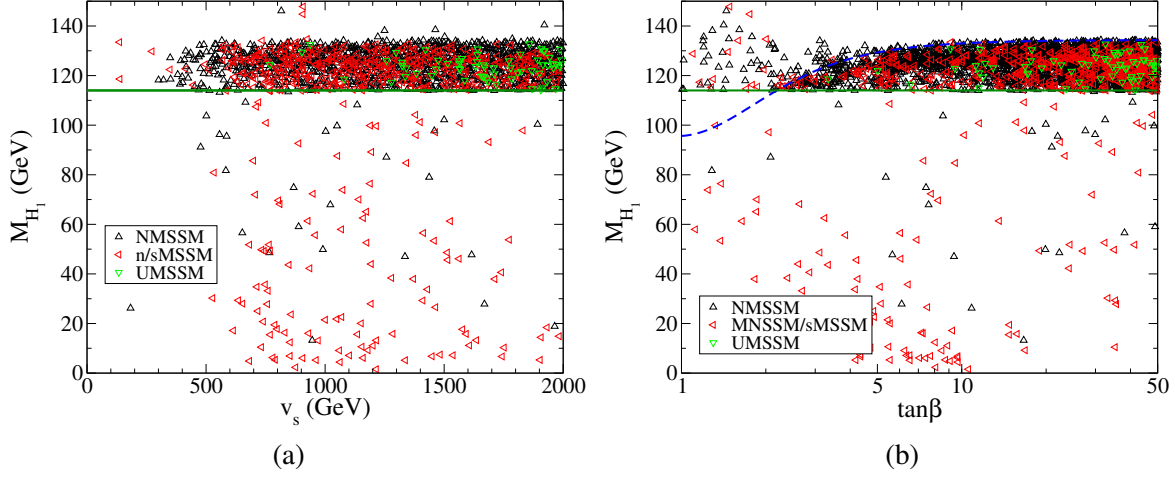 140
120
100
80
60
40
20
0
M_{H_1} (GeV)
NMSSM
n/sMSSM
UMSSM
0 500 1000 1500 2000
v_s (GeV)
(a)
140
120
100
80
60
40
20
0
M_{H_1} (GeV)
NMSSM
MNSSM/sMSSM
UMSSM
1 5 10 50
tanβ
(b)